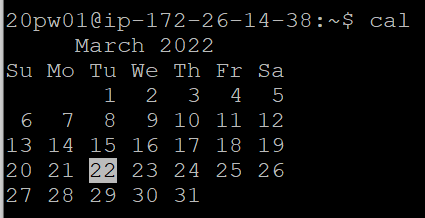 20pw01@ip-172-26-14-38:~$ cal
     March 2022
Su Mo Tu We Th Fr Sa
       1  2  3  4  5
 6  7  8  9 10 11 12
13 14 15 16 17 18 19
20 21 22 23 24 25 26
27 28 29 30 31